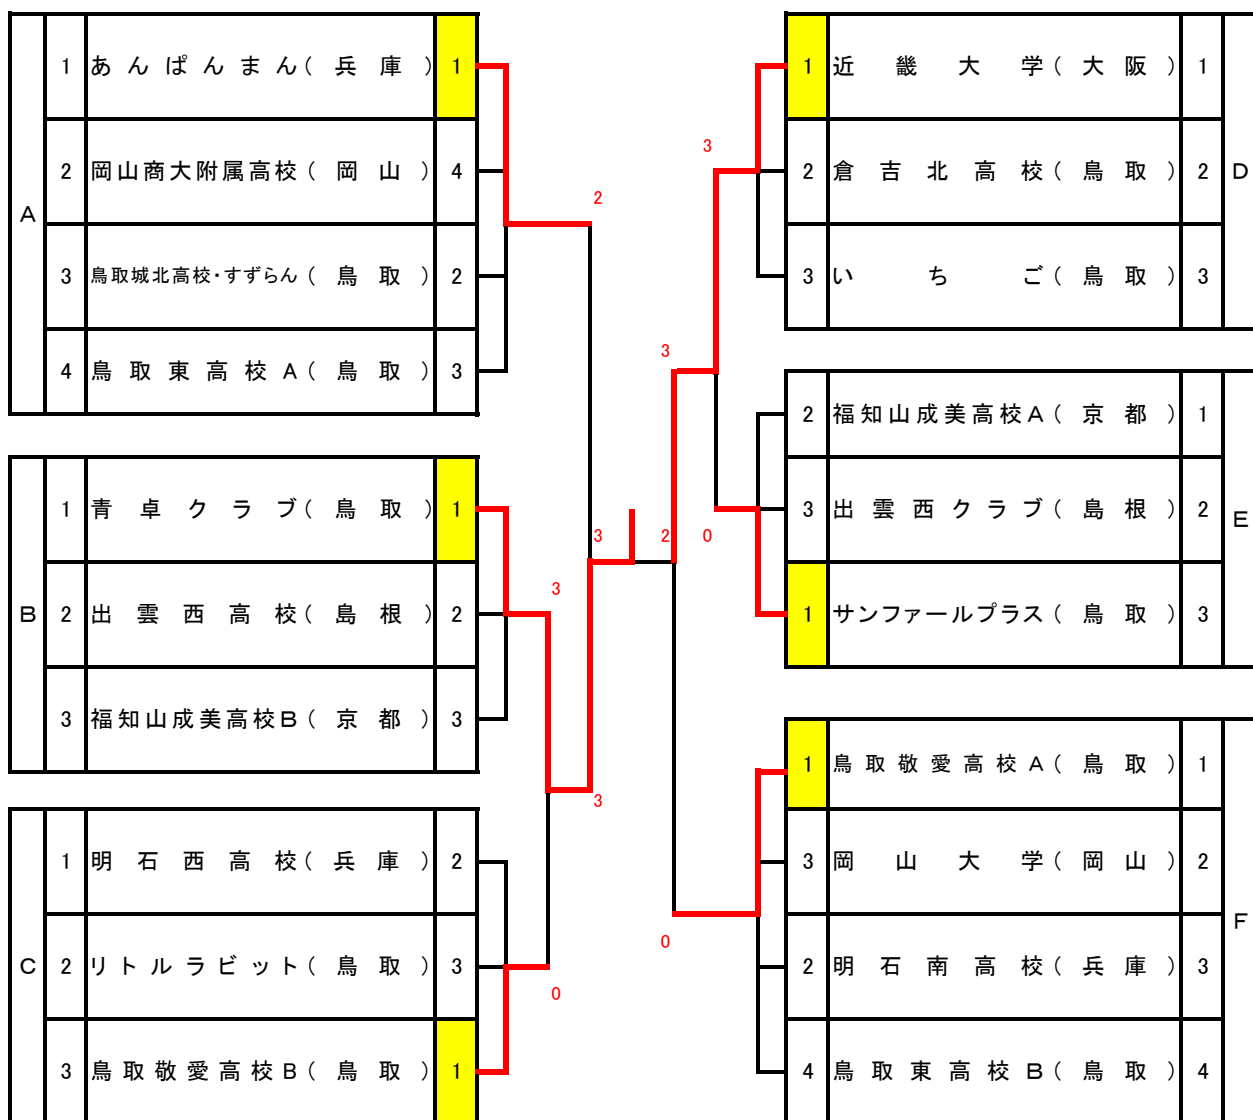 A
1 あんぱんまん(兵庫) 1
2 岡山商大附属高校(岡山) 4
3 鳥取城北高校・すずらん(鳥取) 2
4 鳥取東高校A(鳥取) 3
B
1 青卓クラブ(鳥取) 1
2 出雲西高校(島根) 2
3 福知山成美高校B(京都) 3
C
1 明石西高校(兵庫) 2
2 リトルラビット(鳥取) 3
3 鳥取敬愛高校B(鳥取) 1
2
3
3
3
0
3
3
2
0
0
1 近畿大学(大阪) 1
2 倉吉北高校(鳥取) 2
3 いちご(鳥取) 3
D
2 福知山成美高校A(京都) 1
3 出雲西クラブ(島根) 2
1 サンファールプラス(鳥取) 3
E
1 鳥取敬愛高校A(鳥取) 1
3 岡山大学(岡山) 2
2 明石南高校(兵庫) 3
4 鳥取東高校B(鳥取) 4
F